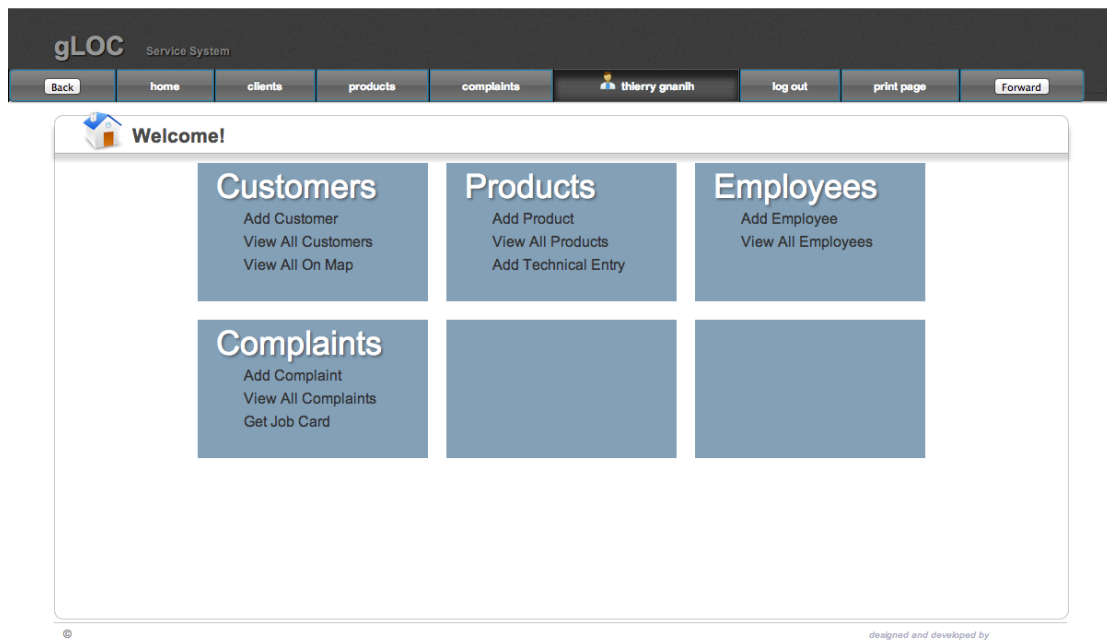 gLOC Service System
Back home clients products complaints thierry gnanih log out print page Forward
Welcome!
Customers
Add Customer
View All Customers
View All On Map
Products
Add Product
View All Products
Add Technical Entry
Employees
Add Employee
View All Employees
Complaints
Add Complaint
View All Complaints
Get Job Card
© designed and developed by